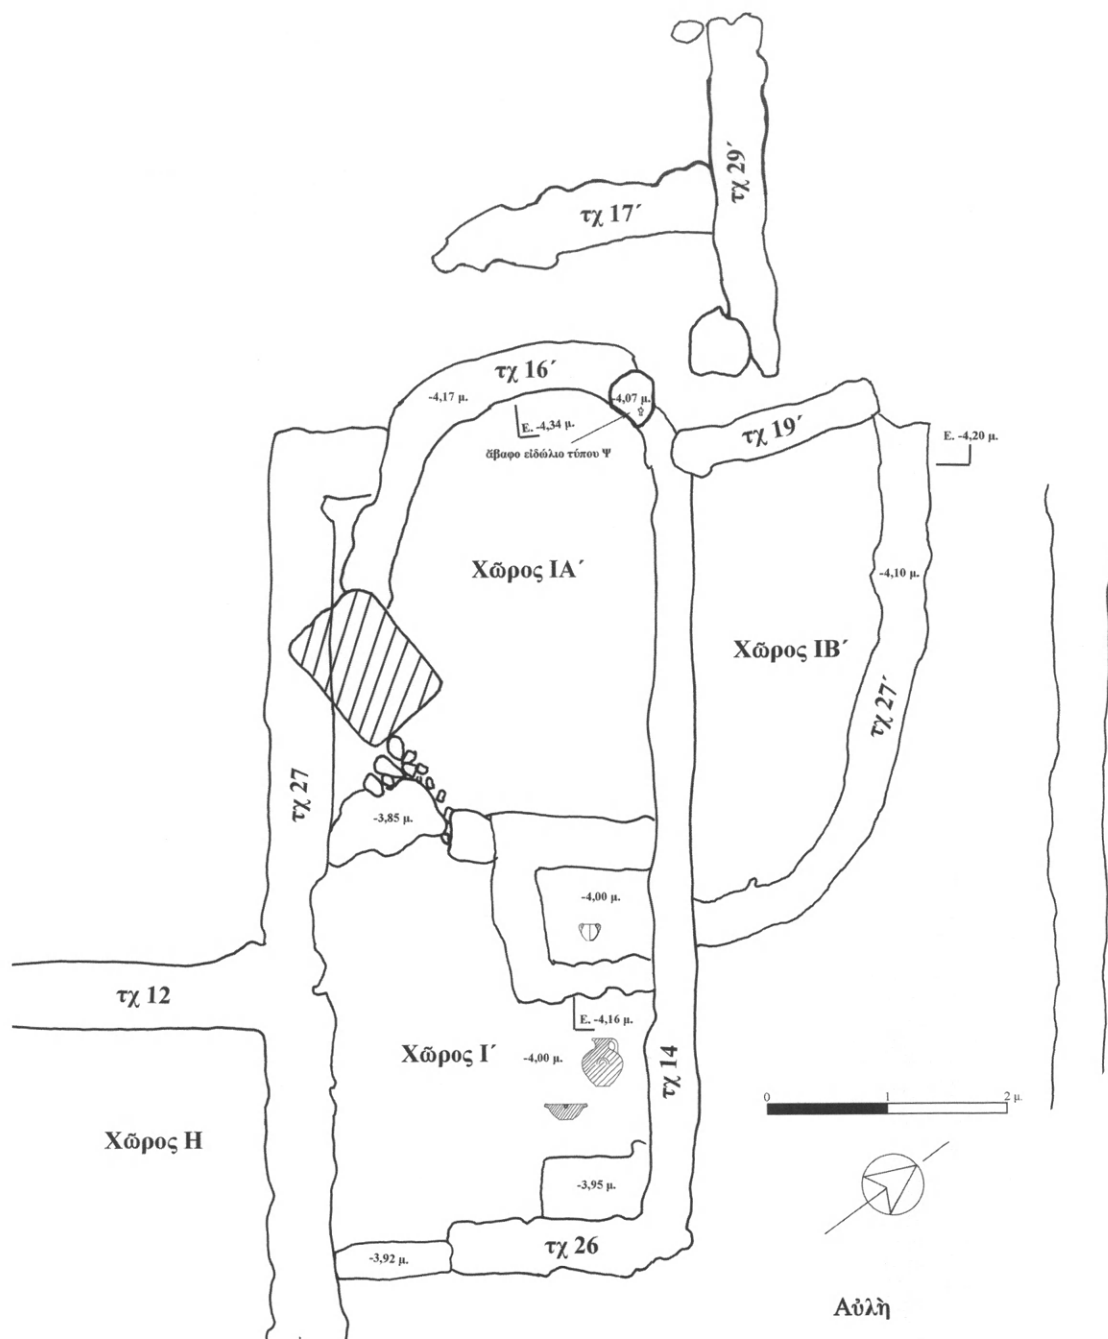 τχ 29΄
τχ 17΄
τχ 16΄
-4,17 μ.
-4,07 μ.
Ε. -4,34 μ.
ἄβαφο εἰδώλιο τύπου Ψ
τχ 19΄
Ε. -4,20 μ.
Χῶρος ΙΑ΄
-4,10 μ.
Χῶρος ΙΒ΄
τχ 27΄
τχ 27
-3,85 μ.
-4,00 μ.
τχ 12
Ε. -4,16 μ.
Χῶρος Ι΄
-4,00 μ.
τχ 14
0 1 2 μ.
Χῶρος Η
-3,95 μ.
τχ 26
-3,92 μ.
Αὐλὴ